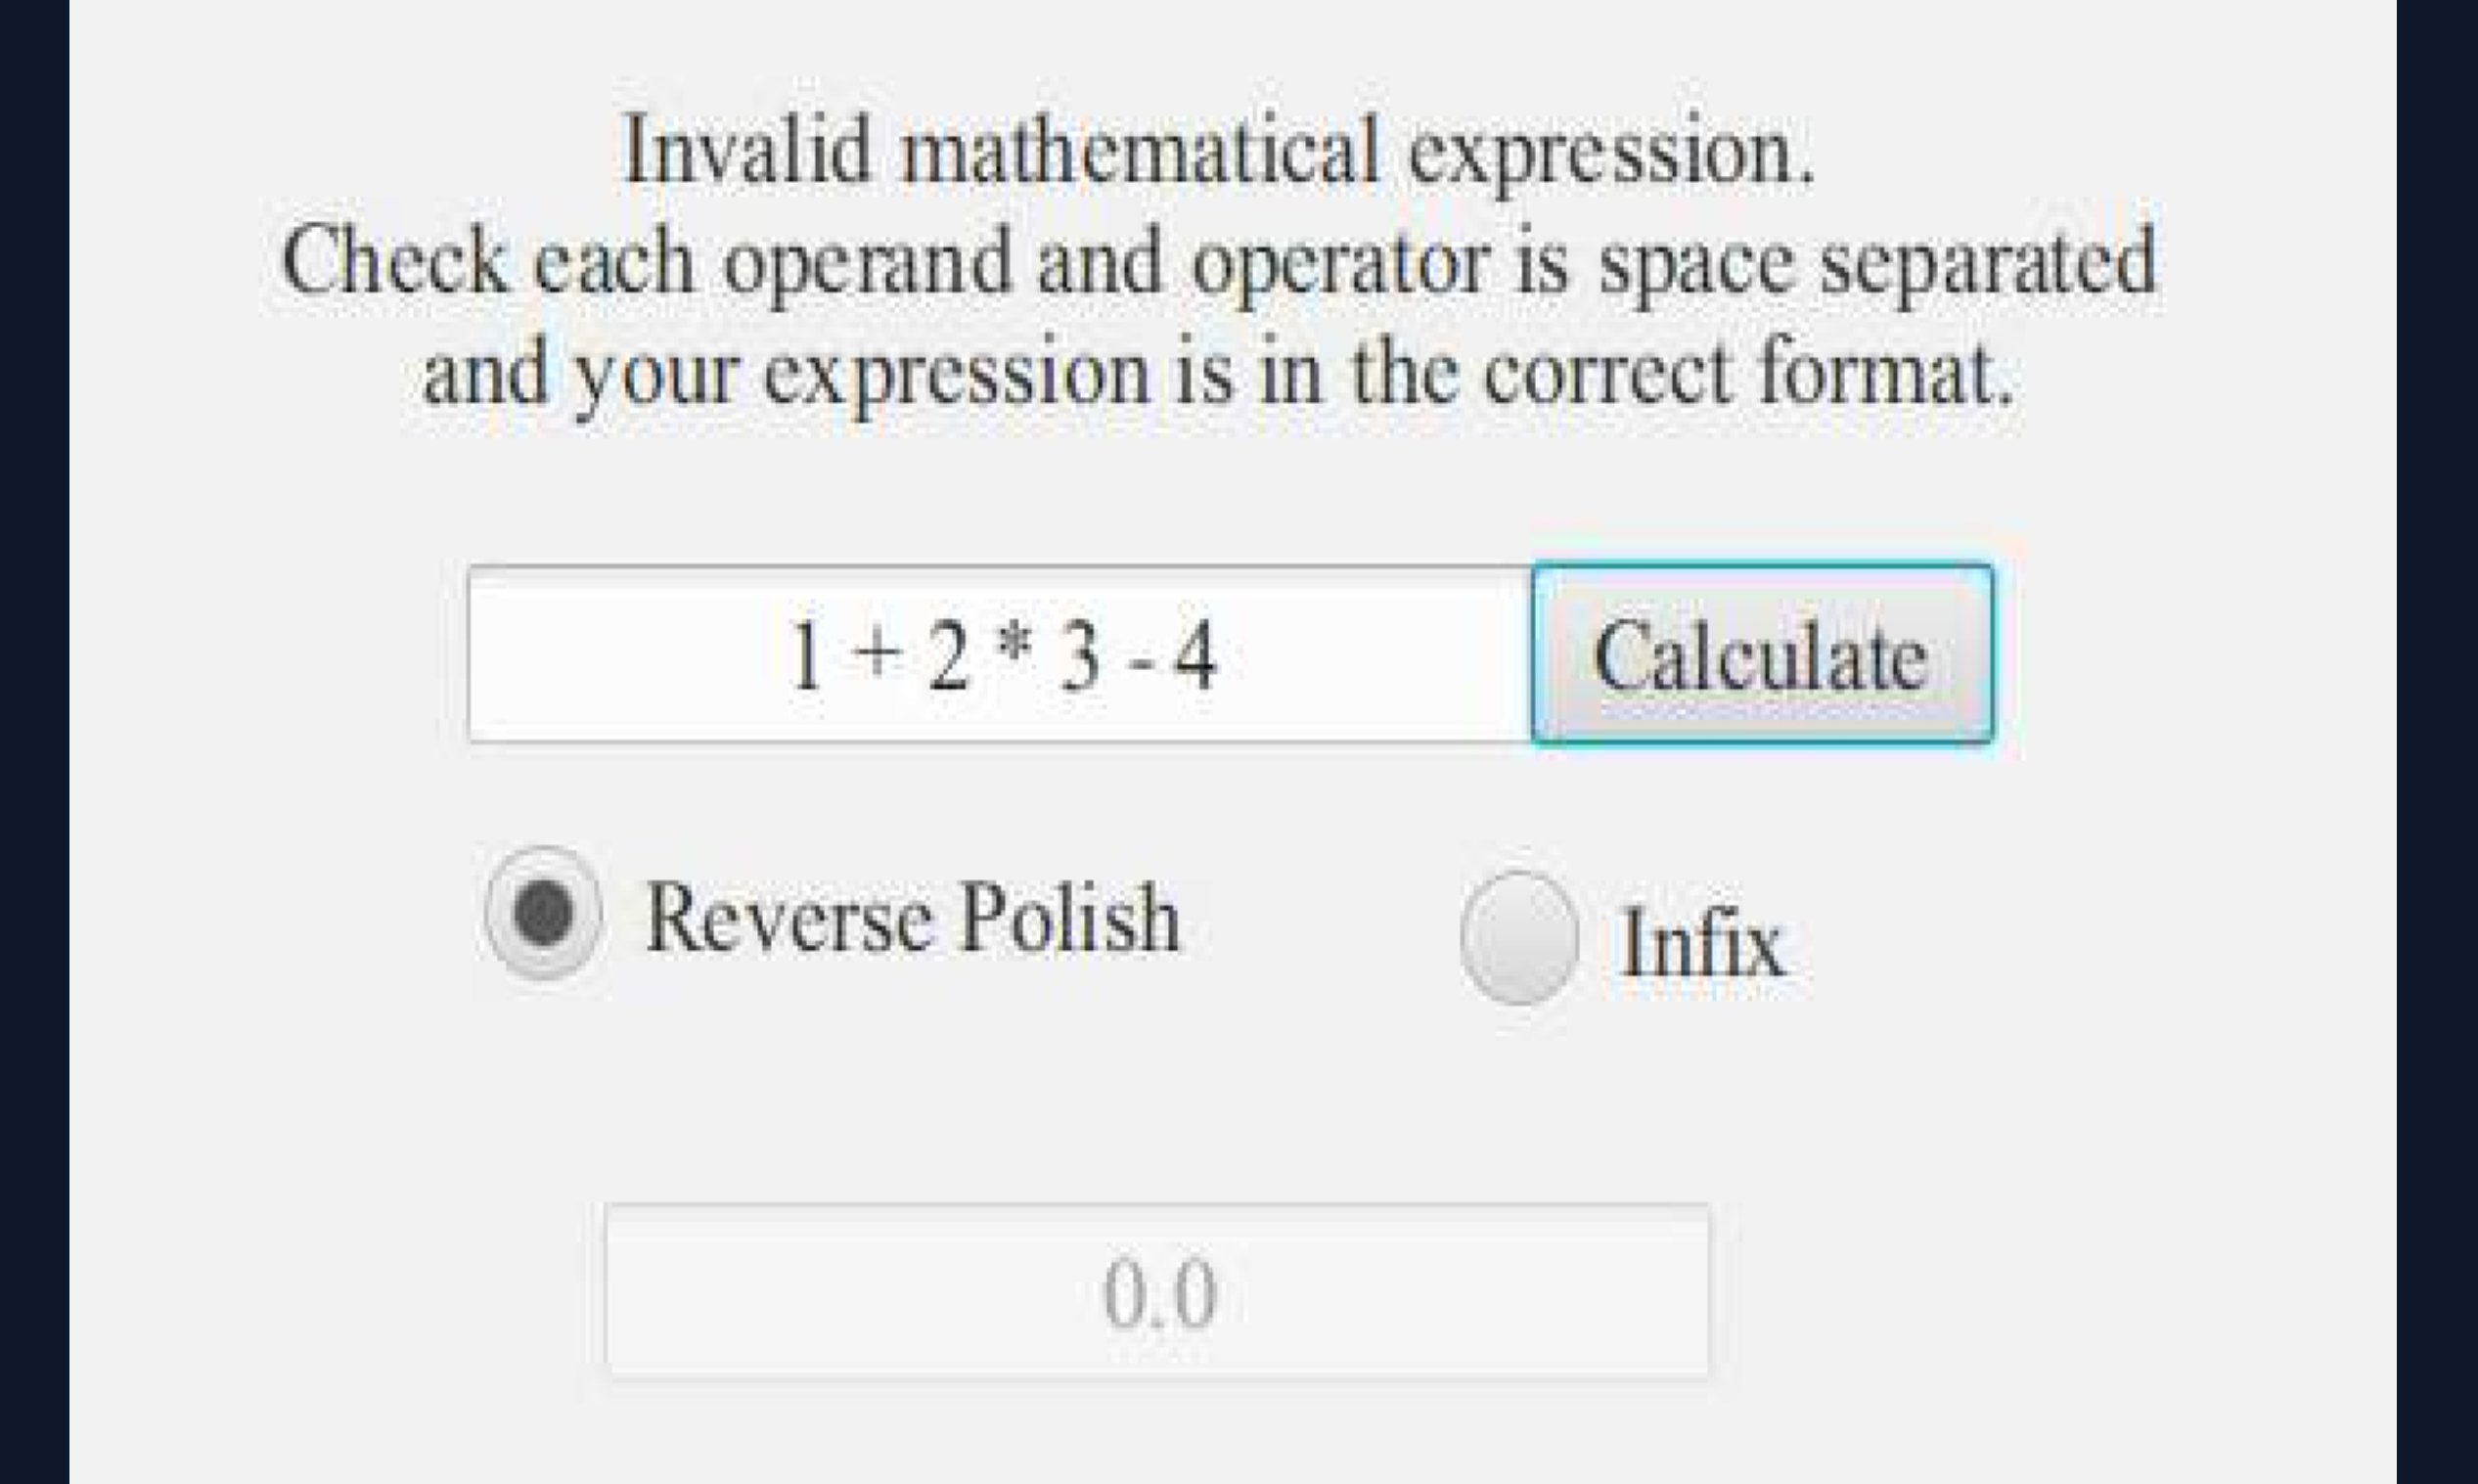 Invalid mathematical expression.
Check each operand and operator is space separated
and your expression is in the correct format.
1 + 2 * 3 - 4
Calculate
Reverse Polish
Infix
0.0